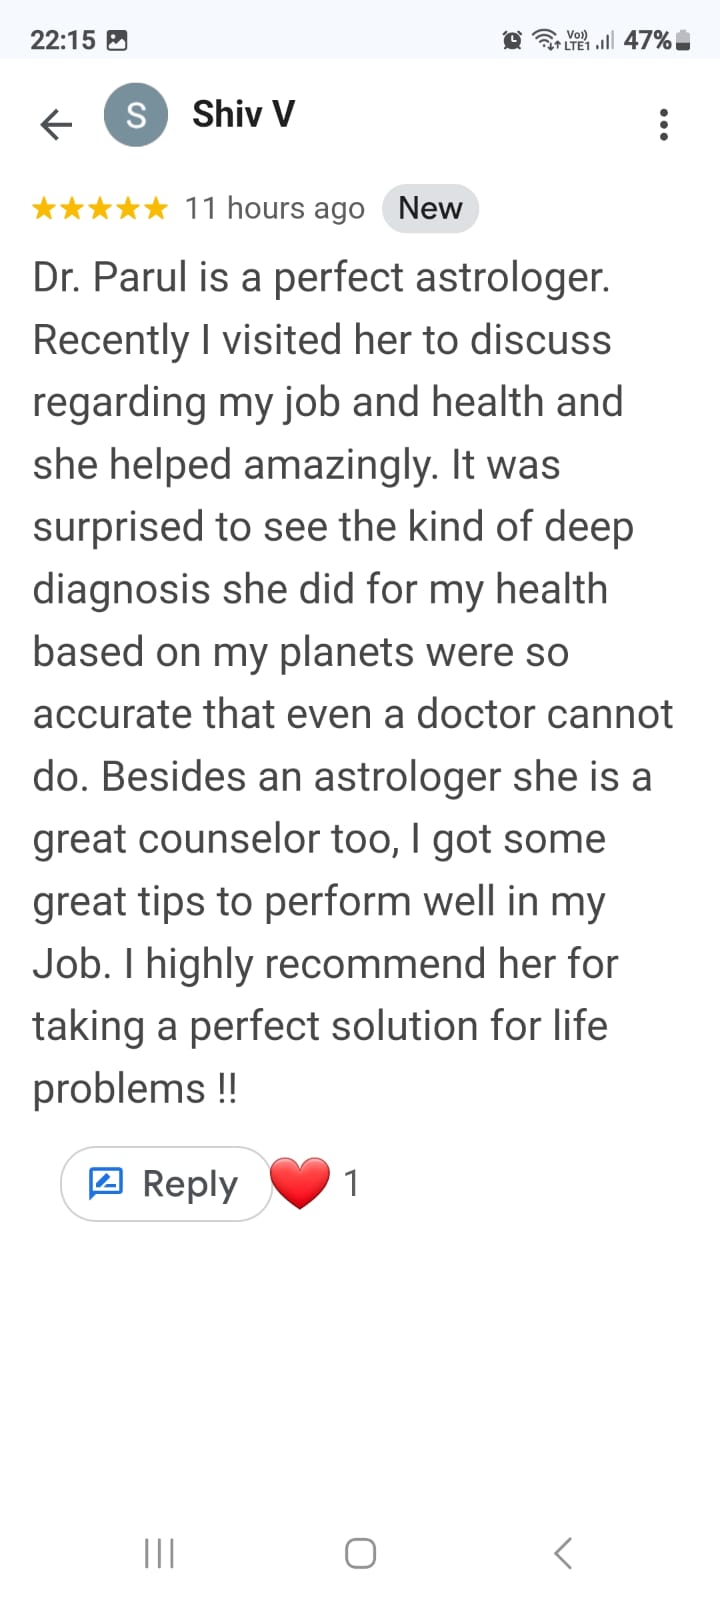 22:15
Vo))
LTE1
47%
S
Shiv V
11 hours ago
New
Dr. Parul is a perfect astrologer.
Recently I visited her to discuss
regarding my job and health and
she helped amazingly. It was
surprised to see the kind of deep
diagnosis she did for my health
based on my planets were so
accurate that even a doctor cannot
do. Besides an astrologer she is a
great counselor too, I got some
great tips to perform well in my
Job. I highly recommend her for
taking a perfect solution for life
problems !!
Reply
1